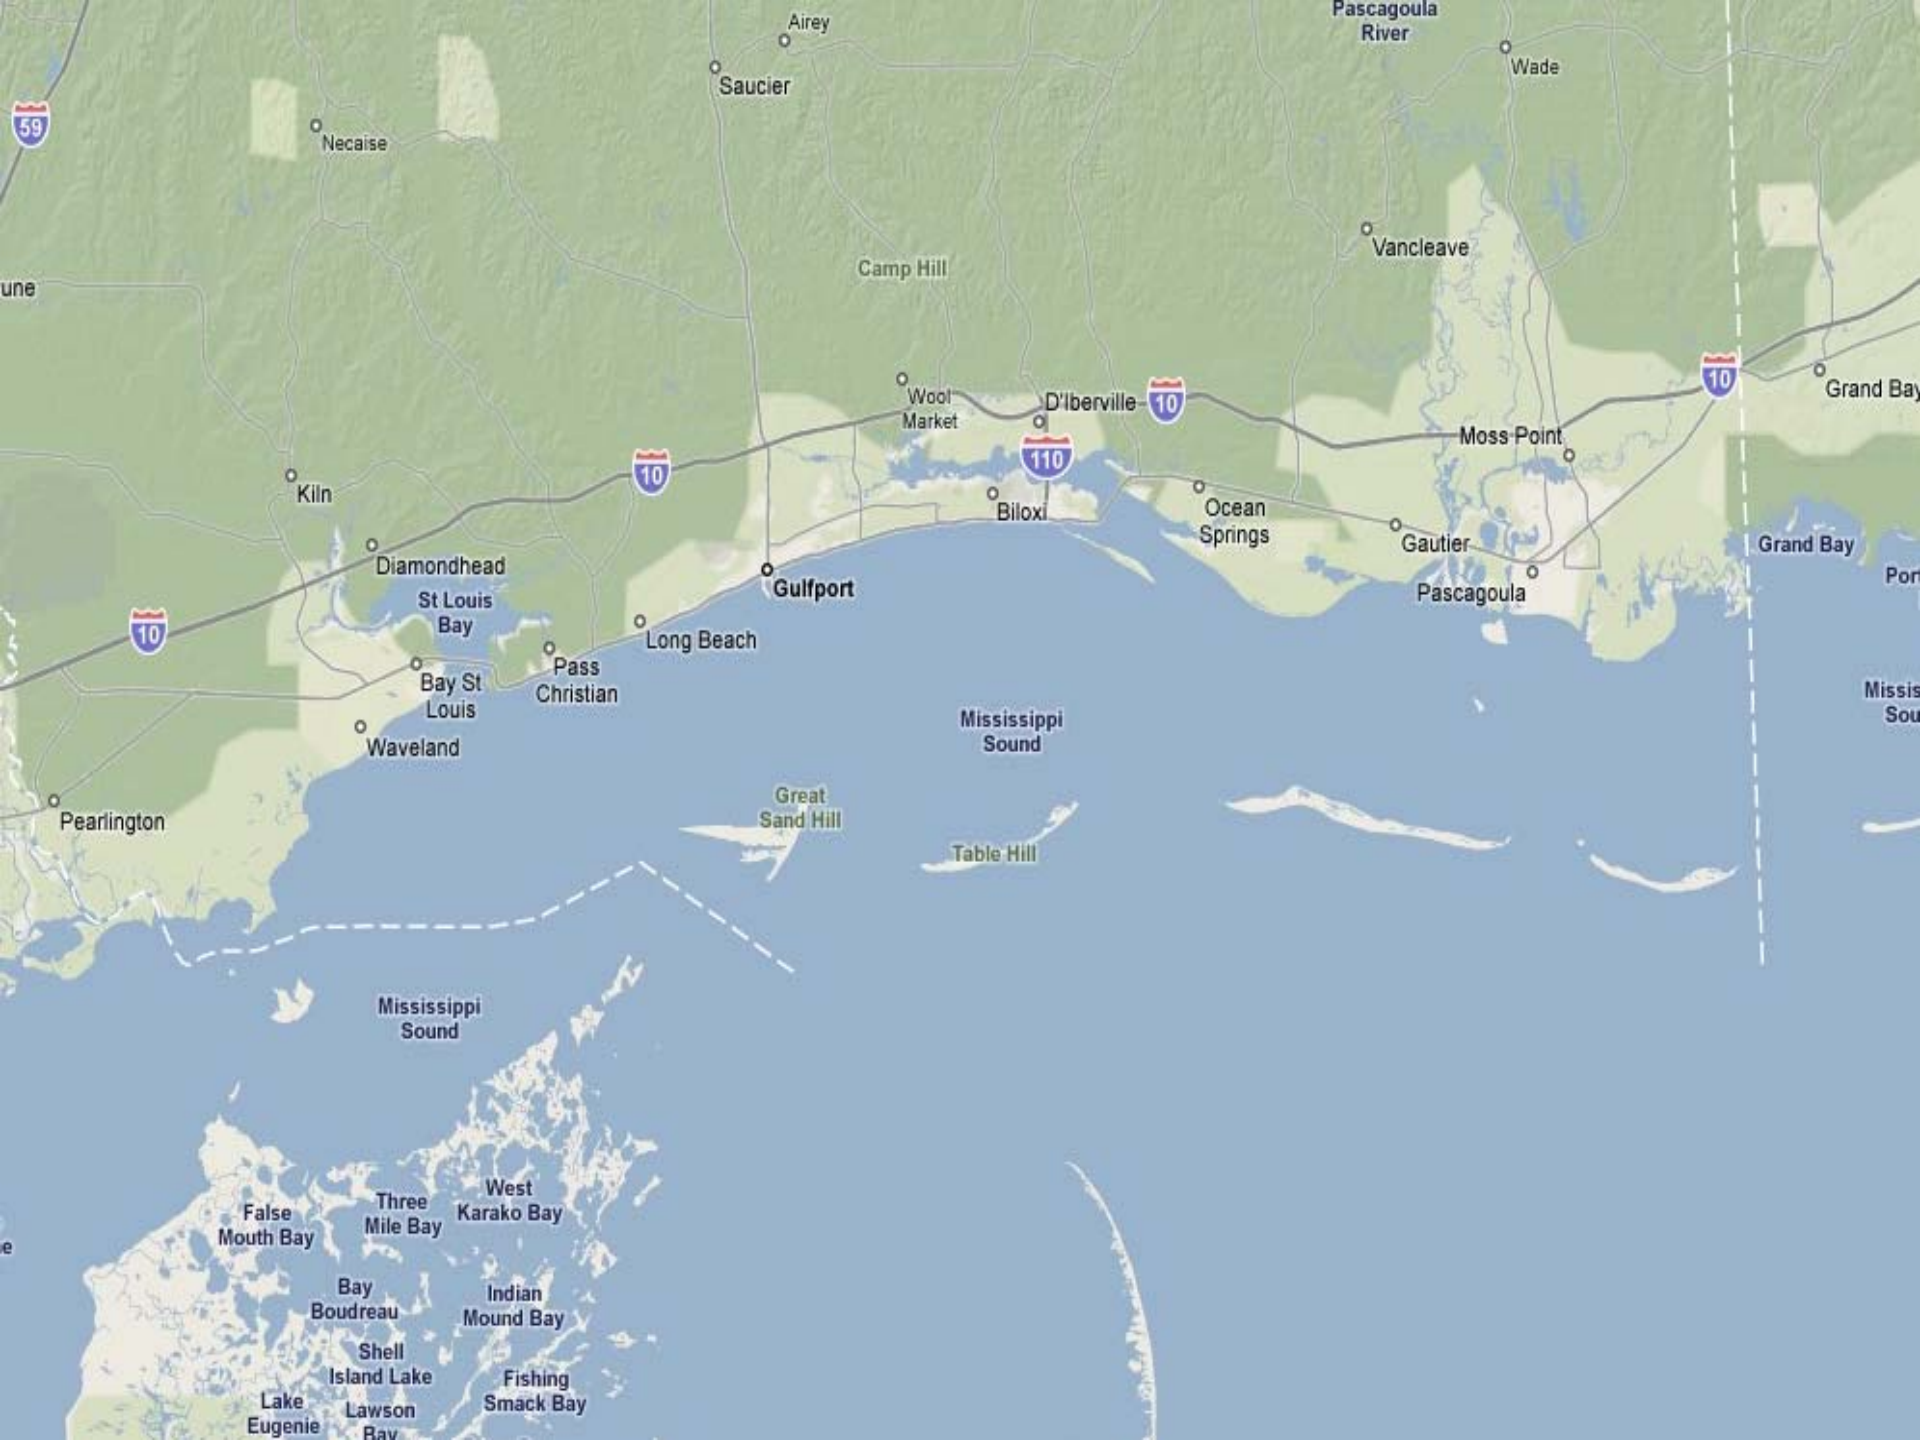 Pascagoula
River
Airey
Saucier
Wade
59
Necaise
Vancleave
Camp Hill
une
Wool
Market
D'Iberville
10
10
Grand Bay
Moss Point
110
10
Kiln
Biloxi
Ocean
Springs
Gautier
Grand Bay
Diamondhead
Gulfport
Pascagoula
Por
St Louis
Bay
10
Long Beach
Pass
Christian
Bay St
Louis
Waveland
Mississippi
Sound
Missis
Sou
Great
Sand Hill
Pearlington
Table Hill
Mississippi
Sound
False
Mouth Bay
Three
Mile Bay
West
Karako Bay
e
Bay
Boudreau
Indian
Mound Bay
Shell
Island Lake
Fishing
Smack Bay
Lake
Eugenie
Lawson
Bay